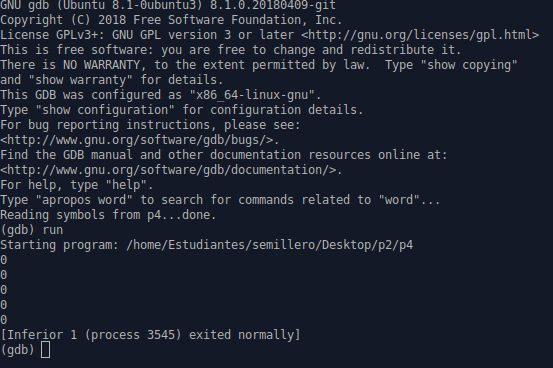 GNU gdb (Ubuntu 8.1-0ubuntu3) 8.1.0.20180409-git
Copyright (C) 2018 Free Software Foundation, Inc.
License GPLv3+: GNU GPL version 3 or later <http://gnu.org/licenses/gpl.html>
This is free software: you are free to change and redistribute it.
There is NO WARRANTY, to the extent permitted by law.  Type "show copying"
and "show warranty" for details.
This GDB was configured as "x86_64-linux-gnu".
Type "show configuration" for configuration details.
For bug reporting instructions, please see:
<http://www.gnu.org/software/gdb/bugs/>.
Find the GDB manual and other documentation resources online at:
<http://www.gnu.org/software/gdb/documentation/>.
For help, type "help".
Type "apropos word" to search for commands related to "word"...
Reading symbols from p4...done.
(gdb) run
Starting program: /home/Estudiantes/semillero/Desktop/p2/p4
0
0
0
0
0
[Inferior 1 (process 3545) exited normally]
(gdb)